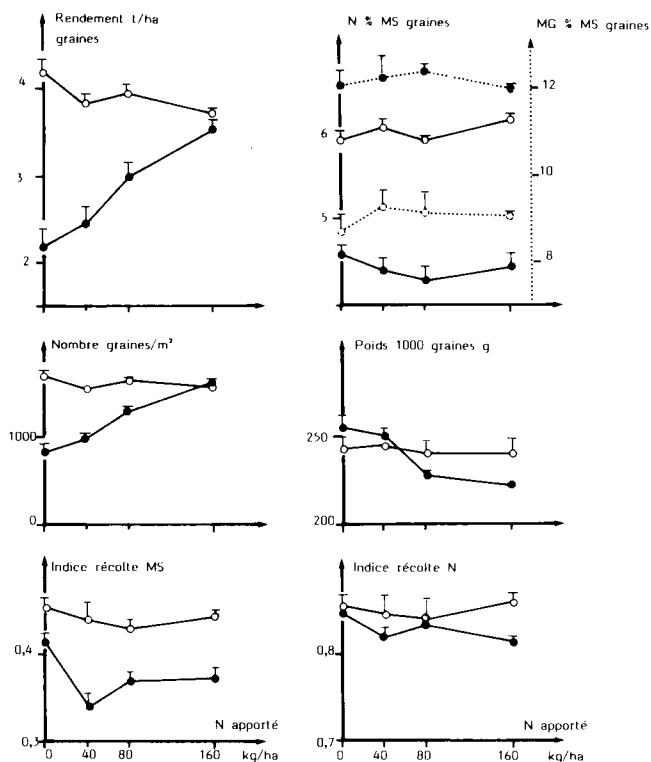 Rendement t/ha
graines
4
3
2
N % MS graines
MG % MS graines
6
5
12
10
8
Nombre graines/m²
1000
0
Poids 1000 graines g
250
200
Indice récolte MS
0,4
0,3
N apporté
0 40 80 160 kg/ha
Indice récolte N
0,8
0,7
N apporté
0 40 80 160 kg/ha